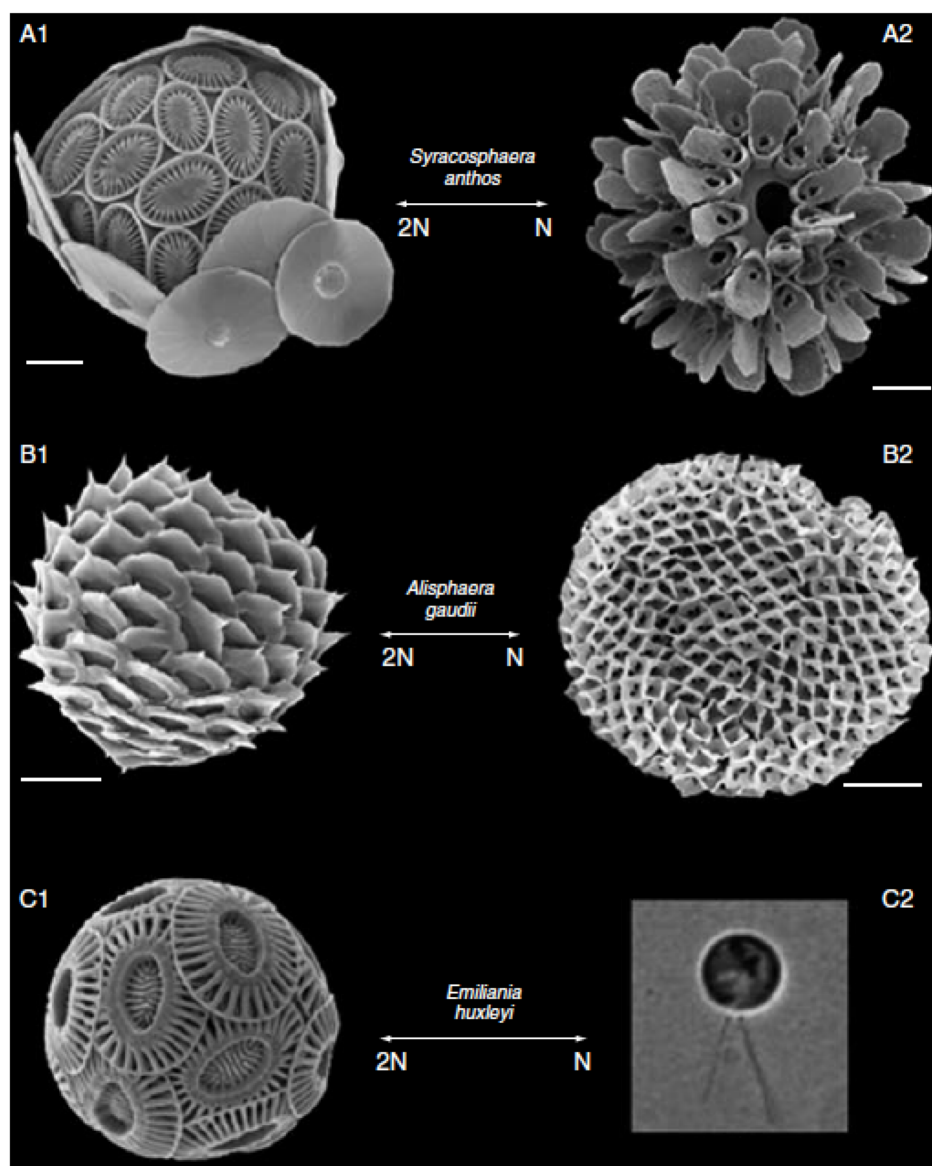 A1
A2
Syracosphaera
anthos
2N N
B1
B2
Alisphaera
gaudii
2N N
C1
C2
Emiliania
huxleyi
2N N